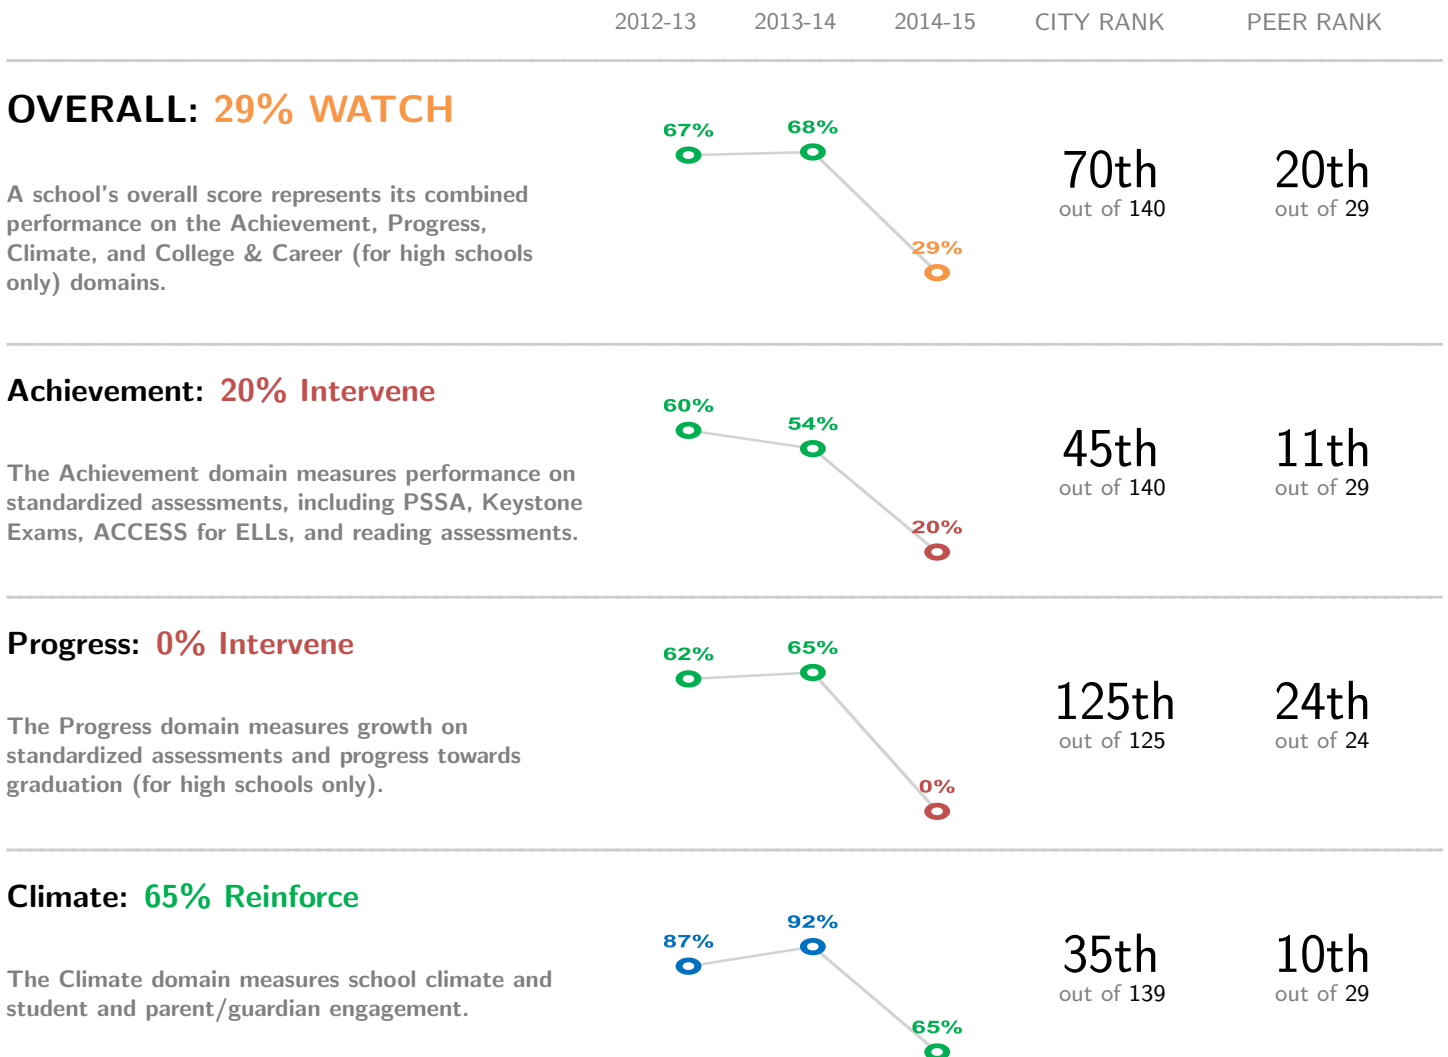 2012-13 2013-14 2014-15 CITY RANK PEER RANK
OVERALL: 29% WATCH
A school's overall score represents its combined
performance on the Achievement, Progress,
Climate, and College & Career (for high schools
only) domains.
67% 68% 29%
70th 20th
out of 140 out of 29
Achievement: 20% Intervene
The Achievement domain measures performance on
standardized assessments, including PSSA, Keystone
Exams, ACCESS for ELLs, and reading assessments.
60% 54% 20%
45th 11th
out of 140 out of 29
Progress: 0% Intervene
The Progress domain measures growth on
standardized assessments and progress towards
graduation (for high schools only).
62% 65% 0%
125th 24th
out of 125 out of 24
Climate: 65% Reinforce
The Climate domain measures school climate and
student and parent/guardian engagement.
87% 92% 65%
35th 10th
out of 139 out of 29